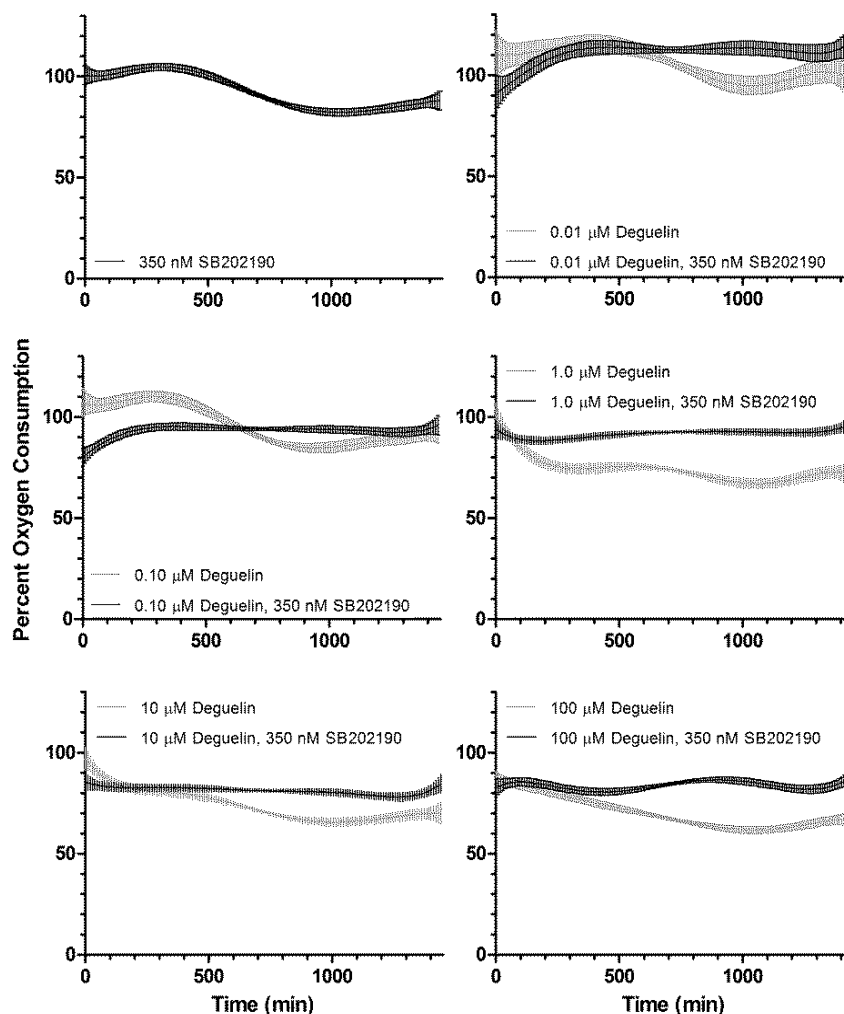 100
50
0
350 nM SB202190
0 500 1000
100
50
0
0.01 μM Deguelin
0.01 μM Deguelin, 350 nM SB202190
0 500 1000
Percent Oxygen Consumption
100
50
0
0.10 μM Deguelin
0.10 μM Deguelin, 350 nM SB202190
0 500 1000
1.0 μM Deguelin
1.0 μM Deguelin, 350 nM SB202190
100
50
0
0 500 1000
10 μM Deguelin
10 μM Deguelin, 350 nM SB202190
100
50
0
0 500 1000
Time (min)
100 μM Deguelin
100 μM Deguelin, 350 nM SB202190
100
50
0
0 500 1000
Time (min)